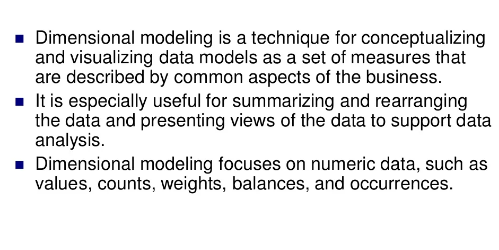 Dimensional modeling is a technique for conceptualizing
and visualizing data models as a set of measures that
are described by common aspects of the business.
It is especially useful for summarizing and rearranging
the data and presenting views of the data to support data
analysis.
Dimensional modeling focuses on numeric data, such as
values, counts, weights, balances, and occurrences.